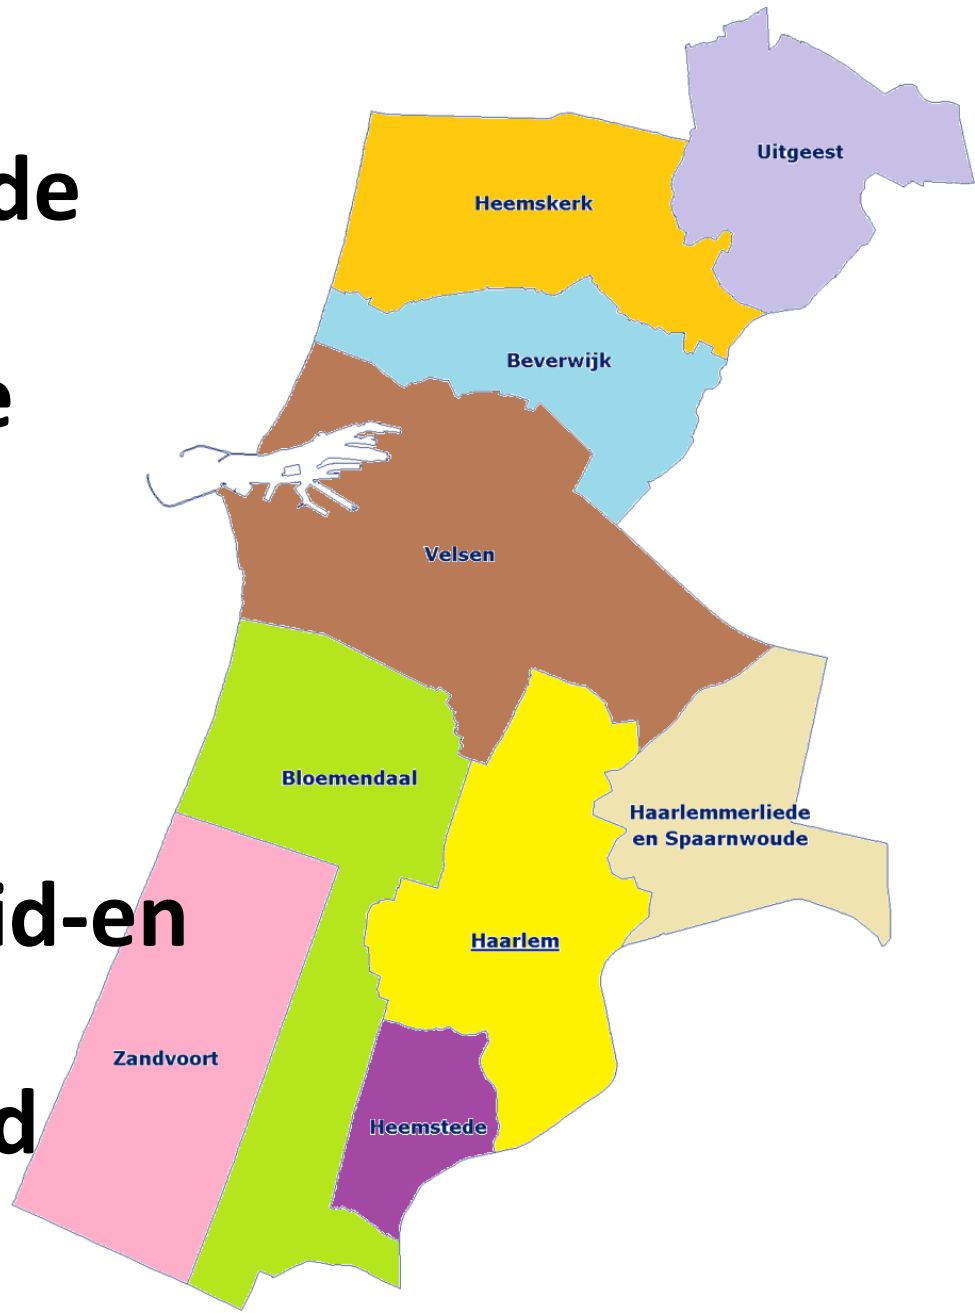 Uitgeest
de
Heemskerk
Beverwijk
e
Velsen
Bloemendaal
Haarlemmerliede
en Spaarnwoude
id-en
Haarlem
Zandvoort
d
Heemstede